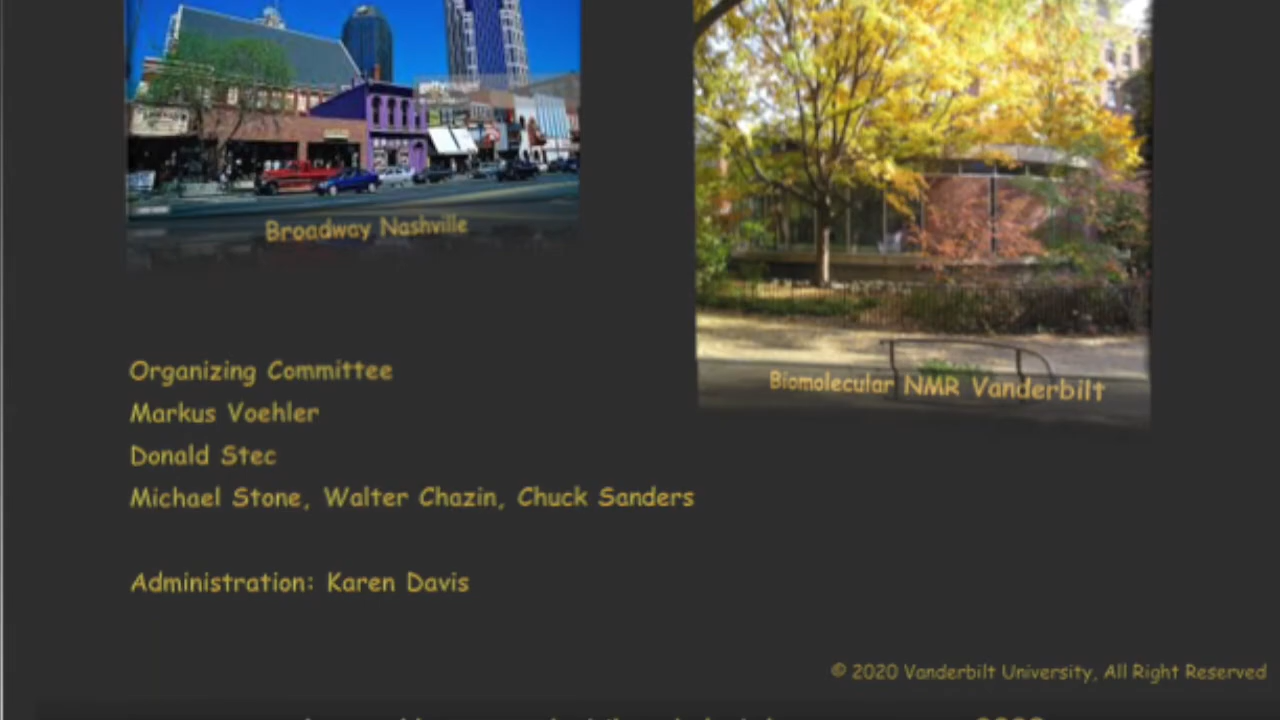 Broadway Nashville
Biomolecular NMR Vanderbilt
Organizing Committee
Markus Voehler
Donald Stec
Michael Stone, Walter Chazin, Chuck Sanders
Administration: Karen Davis
© 2020 Vanderbilt University, All Right Reserved